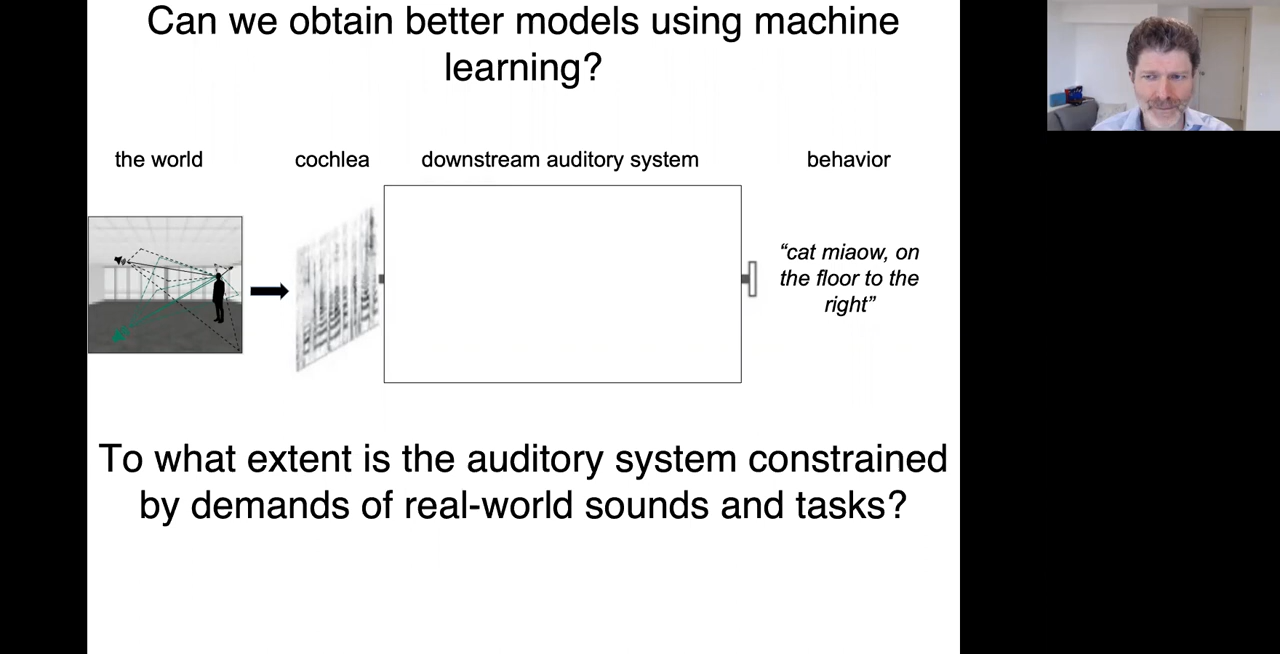 Can we obtain better models using machine
learning?
the world
cochlea
downstream auditory system
behavior
“cat miaow, on
the floor to the
right”
To what extent is the auditory system constrained
by demands of real-world sounds and tasks?